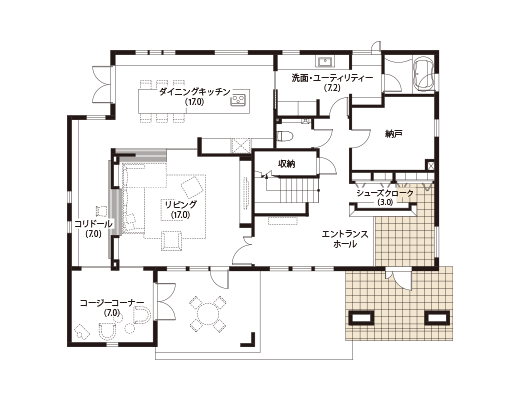 洗面・ユーティリティー
(7.2)
ダイニングキッチン
(17.0)
納戸
収納
シューズクローク
(3.0)
リビング
(17.0)
コリドール
(7.0)
エントランス
ホール
コージーコーナー
(7.0)